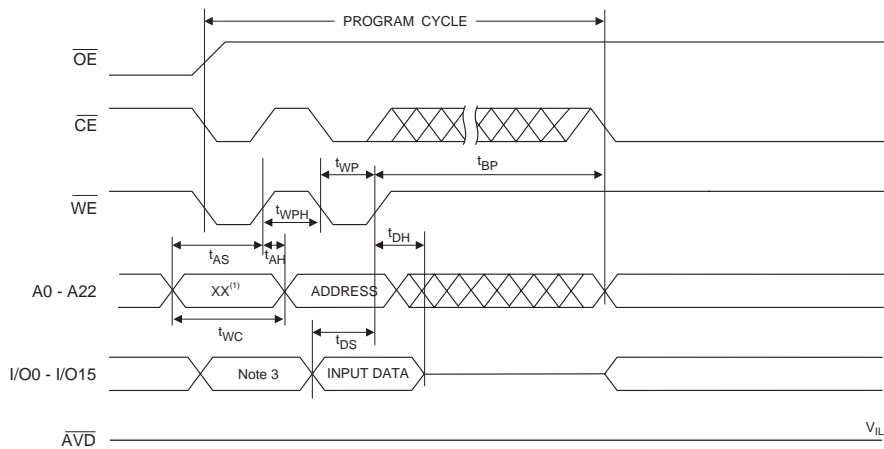 PROGRAM CYCLE
OE
CE
tWP
tBP
WE
tWPH
tDH
tAS
tAH
A0 - A22
XX(1)
ADDRESS
tWC
tDS
I/O0 - I/O15
Note 3
INPUT DATA
VIL
AVD